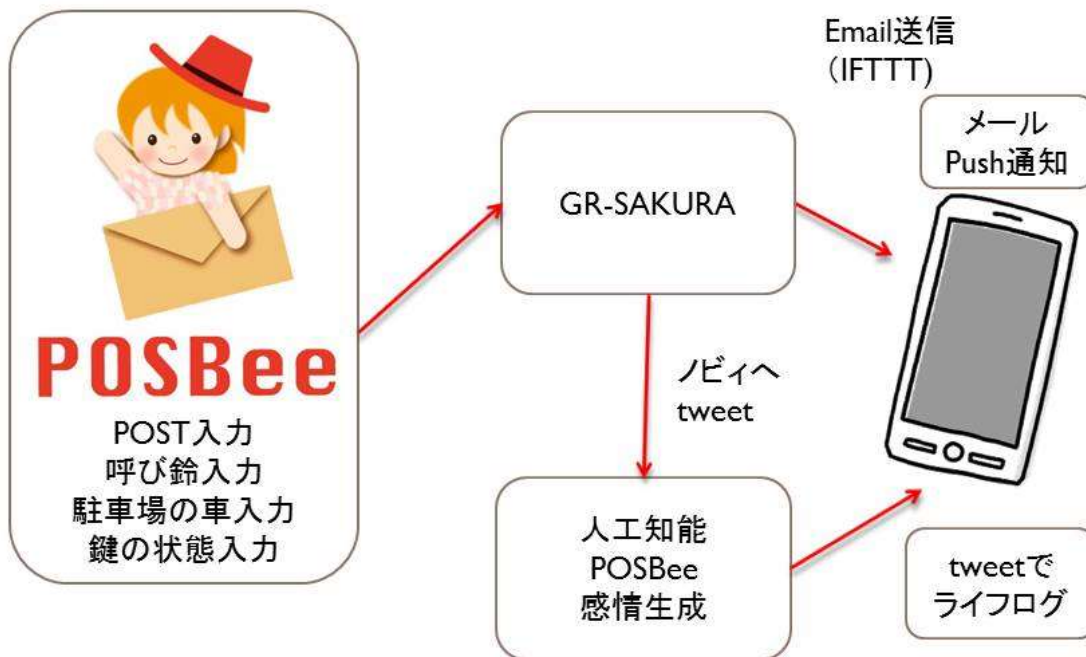 POSBee
POST入力
呼び鈴入力
駐車場の車入力
鍵の状態入力
GR-SAKURA
Email送信
（IFTTT)
メール
Push通知
ノビィへ
tweet
人工知能
POSBee
感情生成
tweetで
ライフログ